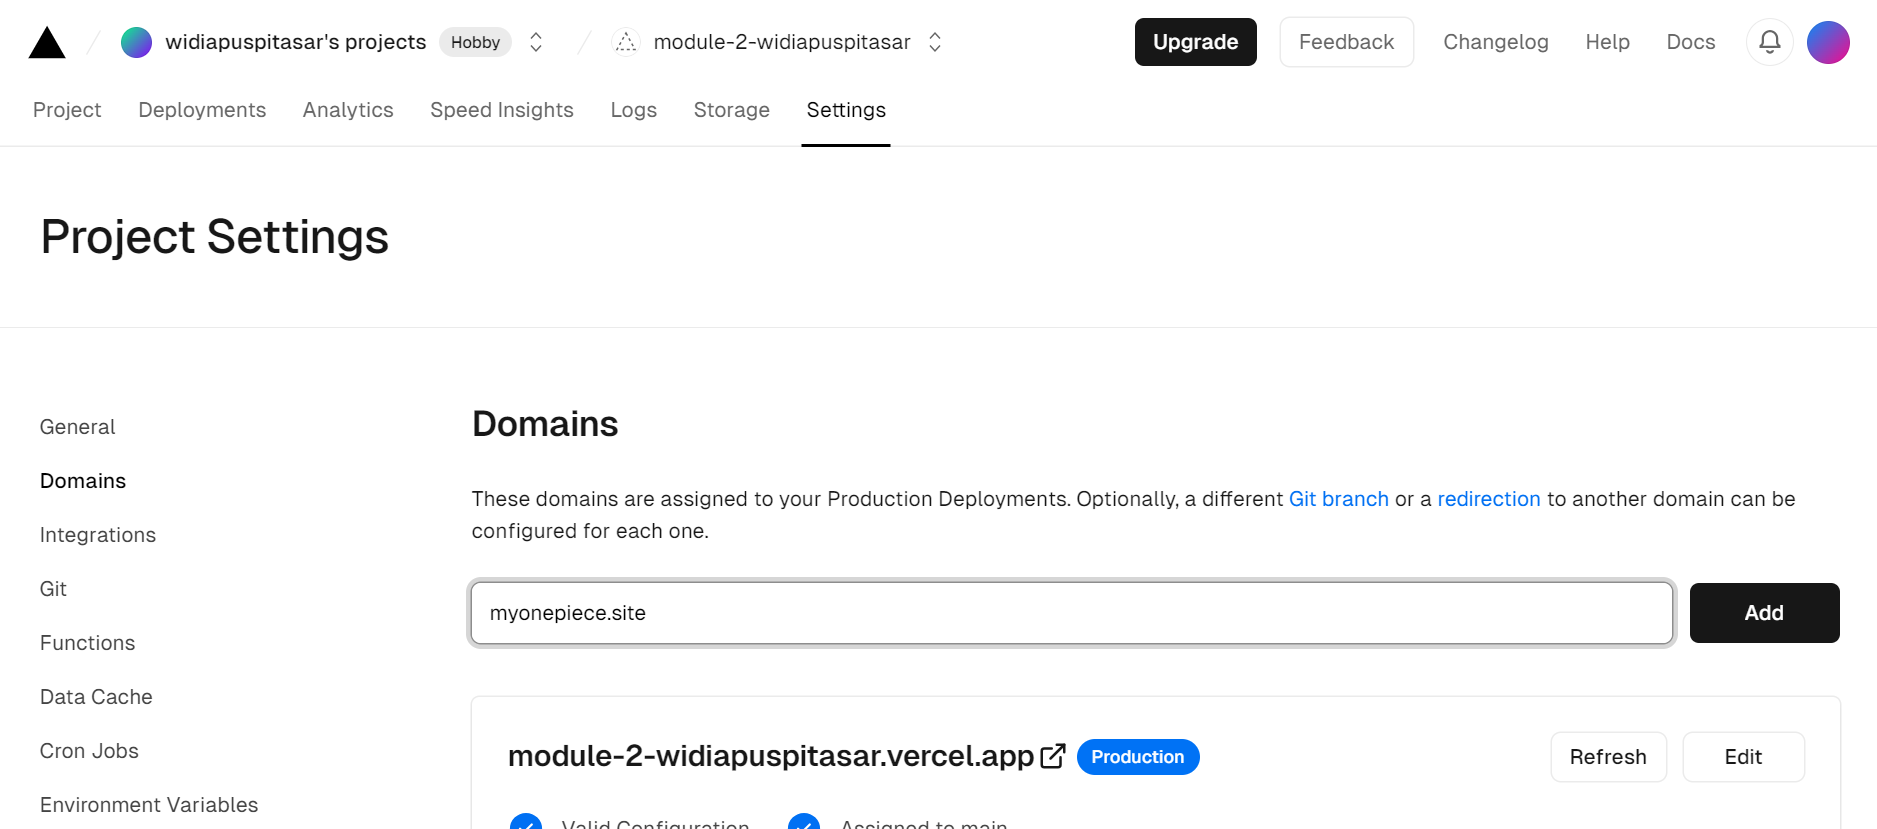 widiapuspitasar's projects Hobby module-2-widiapuspitasar Upgrade Feedback Changelog Help Docs
Project Deployments Analytics Speed Insights Logs Storage Settings
Project Settings
General
Domains
Integrations
Git
Functions
Data Cache
Cron Jobs
Environment Variables
Domains
These domains are assigned to your Production Deployments. Optionally, a different Git branch or a redirection to another domain can be
configured for each one.
myonepiece.site Add
module-2-widiapuspitasar.vercel.app Production Refresh Edit
Valid Configuration Assigned to main